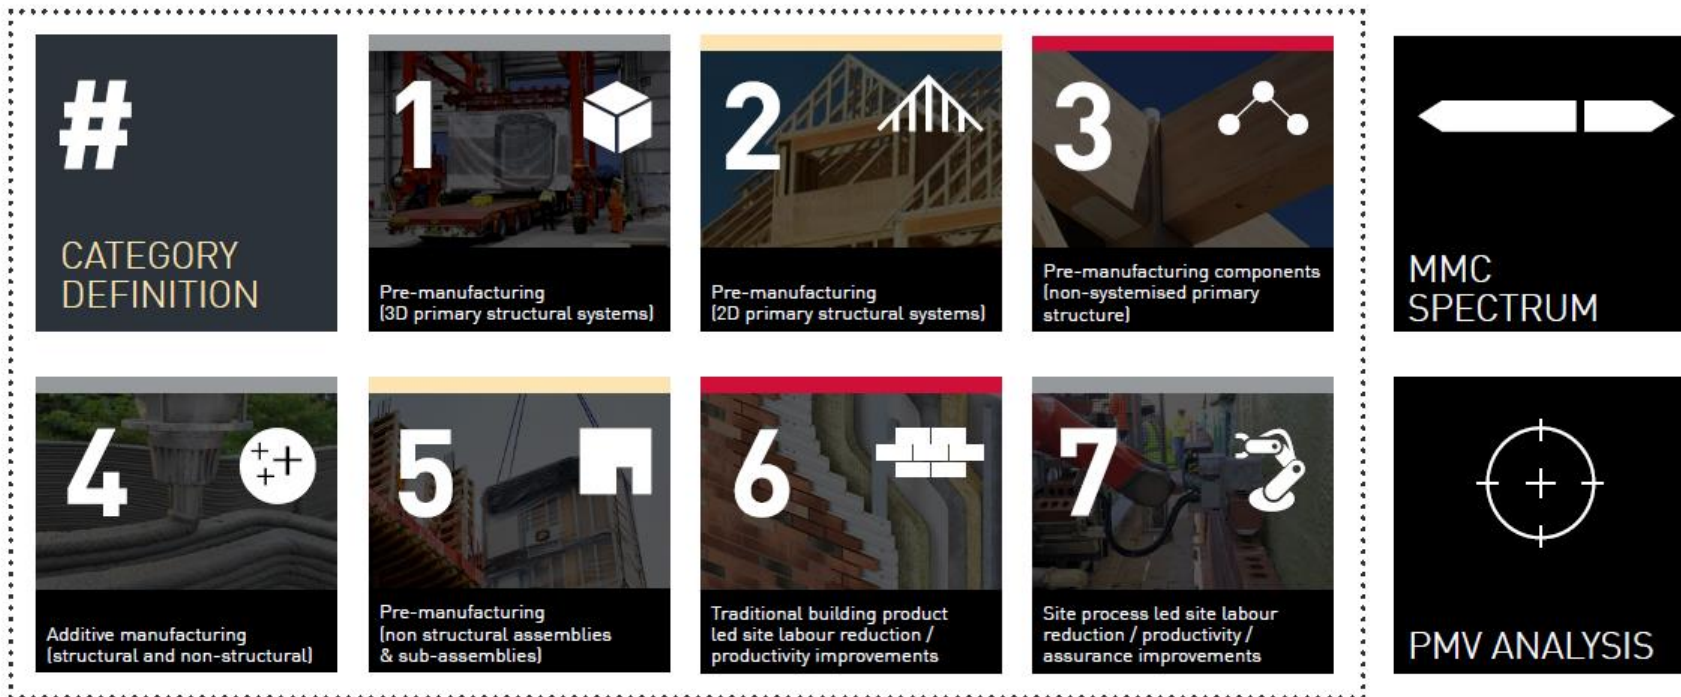 #
CATEGORY
DEFINITION
1
Pre-manufacturing
(3D primary structural systems)
2
Pre-manufacturing
(2D primary structural systems)
3
Pre-manufacturing components
(non-systemised primary
structure)
MMC
SPECTRUM
4
Additive manufacturing
(structural and non-structural)
5
Pre-manufacturing
(non structural assemblies
& sub-assemblies)
6
Traditional building product
led site labour reduction /
productivity improvements
7
Site process led site labour
reduction / productivity /
assurance improvements
PMV ANALYSIS